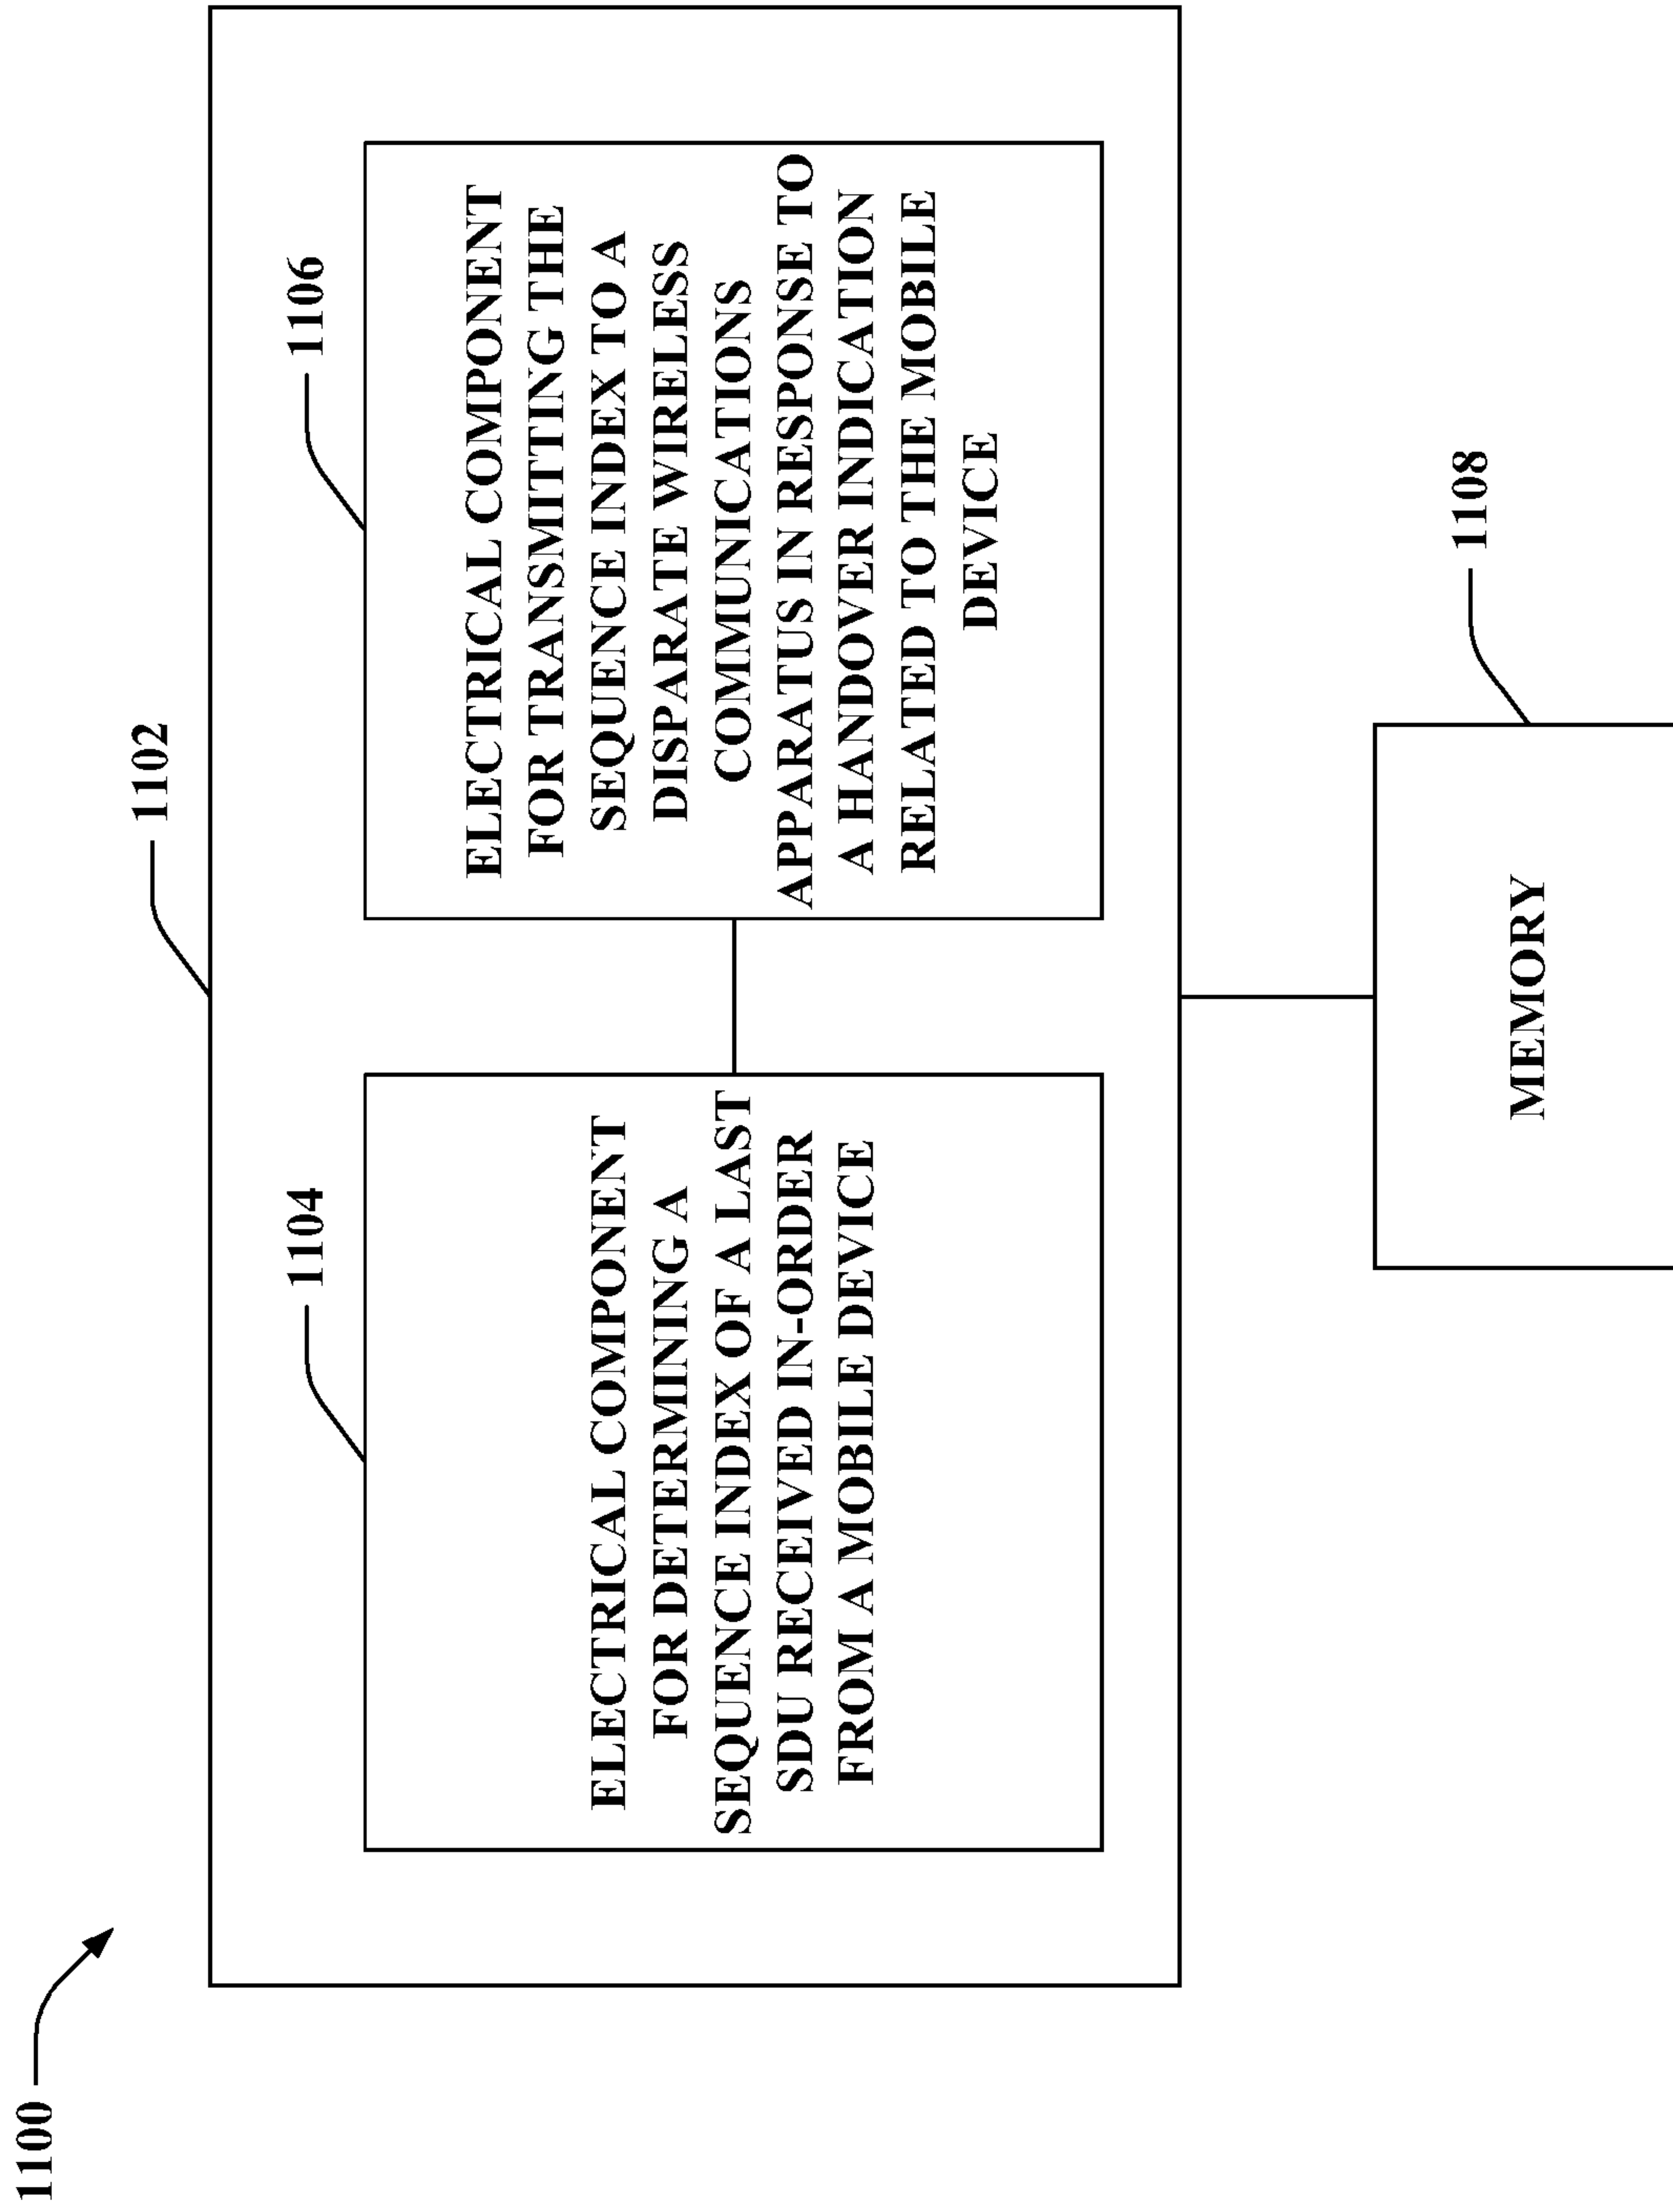 1100
1102
1104
ELECTRICAL COMPONENT
FOR DETERMINING A
SEQUENCE INDEX OF A LAST
SDU RECEIVED IN-ORDER
FROM A MOBILE DEVICE
1106
ELECTRICAL COMPONENT
FOR TRANSMITTING THE
SEQUENCE INDEX TO A
DISPARATE WIRELESS
COMMUNICATIONS
APPARATUS IN RESPONSE TO
A HANDOVER INDICATION
RELATED TO THE MOBILE
DEVICE
1108
MEMORY